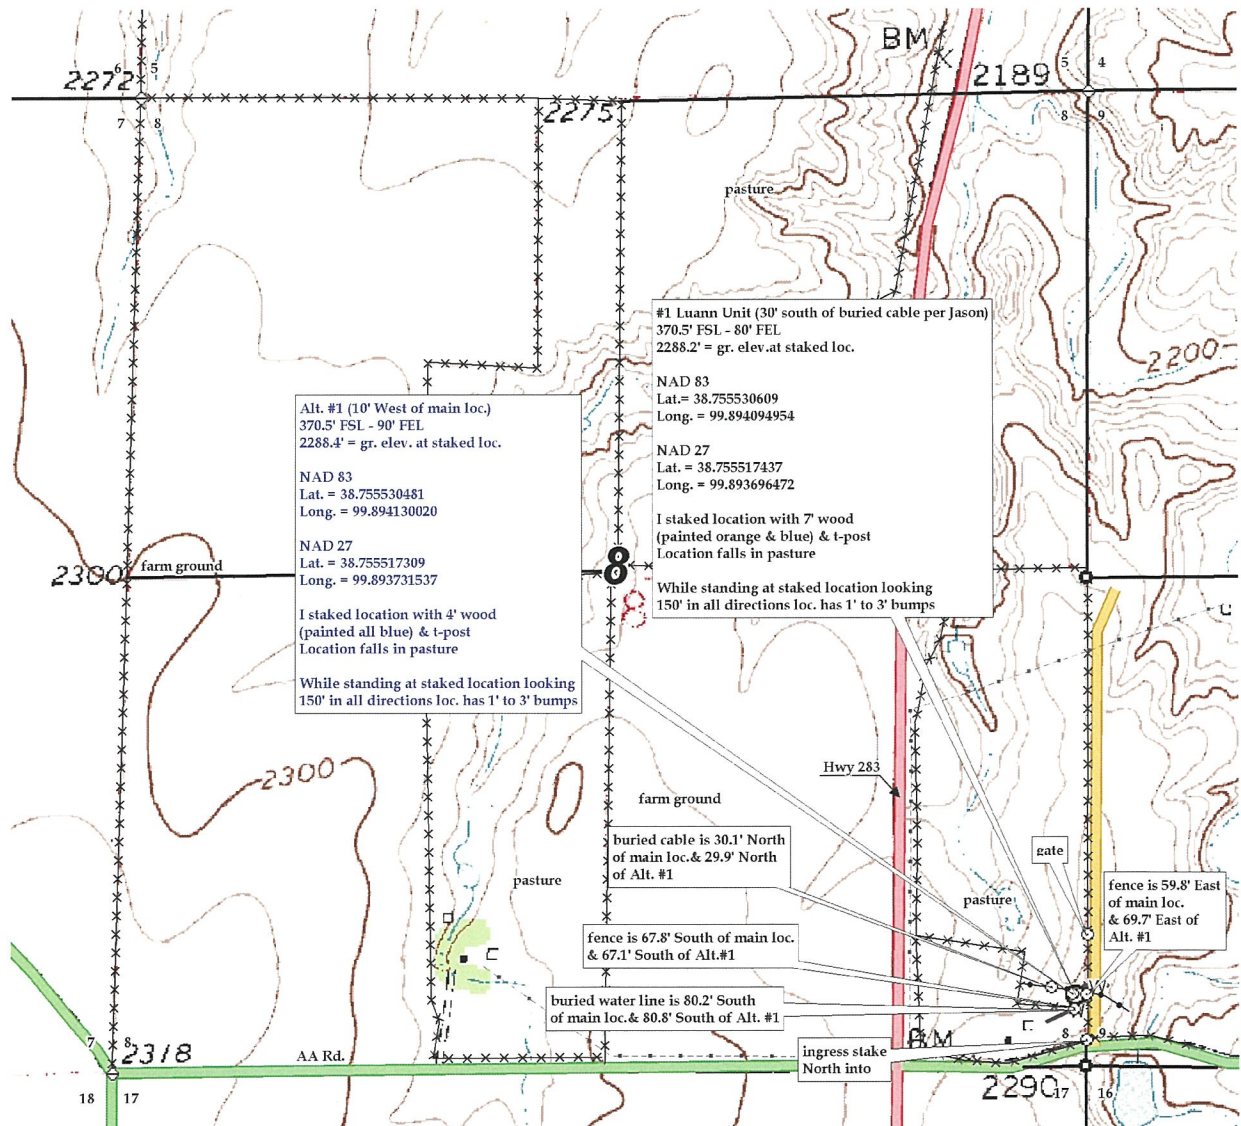 BM
2272
6 5
2189
5 4
7 8
2275
8 9
pasture
#1 Luann Unit (30' south of buried cable per Jason)
370.5' FSL - 80' FEL
2288.2' = gr. elev.at staked loc.
NAD 83
Lat.= 38.755530609
Long. = 99.894094954
NAD 27
Lat. = 38.755517437
Long. = 99.893696472
I staked location with 7' wood
(painted orange & blue) & t-post
Location falls in pasture
While standing at staked location looking
150' in all directions loc. has 1' to 3' bumps
2200
Alt. #1 (10' West of main loc.)
370.5' FSL - 90' FEL
2288.4' = gr. elev. at staked loc.
NAD 83
Lat. = 38.755530481
Long. = 99.894130020
NAD 27
Lat. = 38.755517309
Long. = 99.893731537
I staked location with 4' wood
(painted all blue) & t-post
Location falls in pasture
While standing at staked location looking
150' in all directions loc. has 1' to 3' bumps
2300
farm ground
8
8
2300
Hwy 283
farm ground
buried cable is 30.1' North
of main loc.& 29.9' North
of Alt. #1
gate
pasture
pasture
fence is 59.8' East
of main loc.
& 69.7' East of
Alt. #1
fence is 67.8' South of main loc.
& 67.1' South of Alt.#1
buried water line is 80.2' South
of main loc.& 80.8' South of Alt. #1
W
7 8
2318
AA Rd.
BM
8 9
ingress stake
North into
2290
18 17
17 16